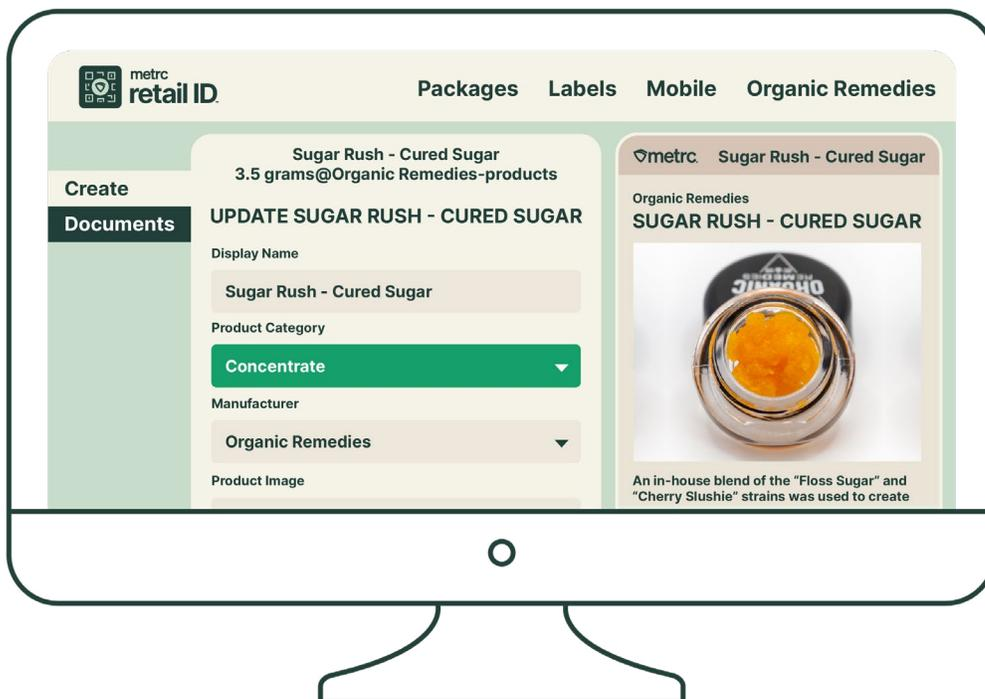 metrc
retail ID
Packages Labels Mobile Organic Remedies
Create
Documents
Sugar Rush - Cured Sugar
3.5 grams@Organic Remedies-products
UPDATE SUGAR RUSH - CURED SUGAR
Display Name
Sugar Rush - Cured Sugar
Product Category
Concentrate
Manufacturer
Organic Remedies
Product Image
metrc Sugar Rush - Cured Sugar
Organic Remedies
SUGAR RUSH - CURED SUGAR
ORGANIC
REMEDIES
An in-house blend of the “Floss Sugar” and
“Cherry Slushie” strains was used to create